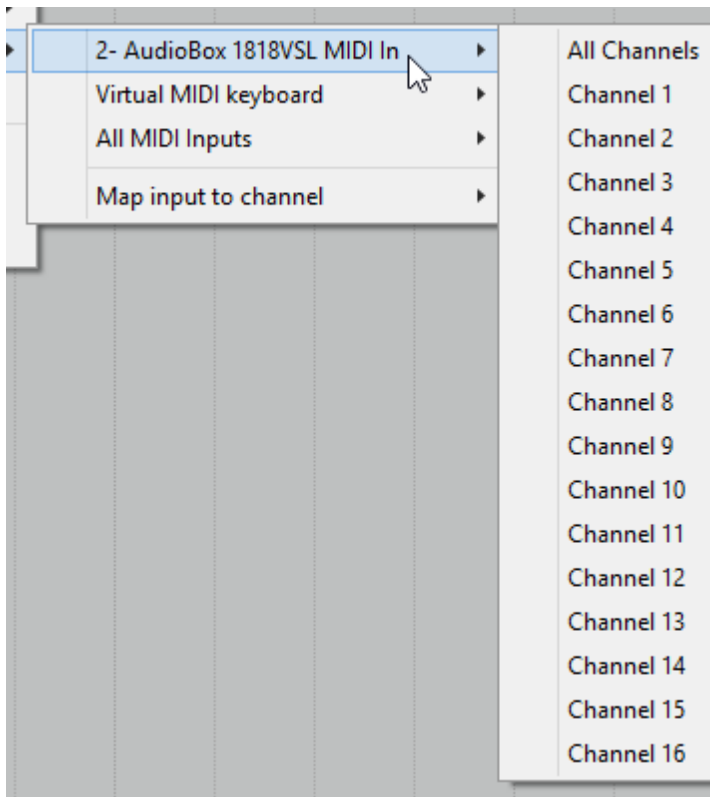 2- AudioBox 1818VSL MIDI In
Virtual MIDI keyboard
All MIDI Inputs
Map input to channel
All Channels
Channel 1
Channel 2
Channel 3
Channel 4
Channel 5
Channel 6
Channel 7
Channel 8
Channel 9
Channel 10
Channel 11
Channel 12
Channel 13
Channel 14
Channel 15
Channel 16